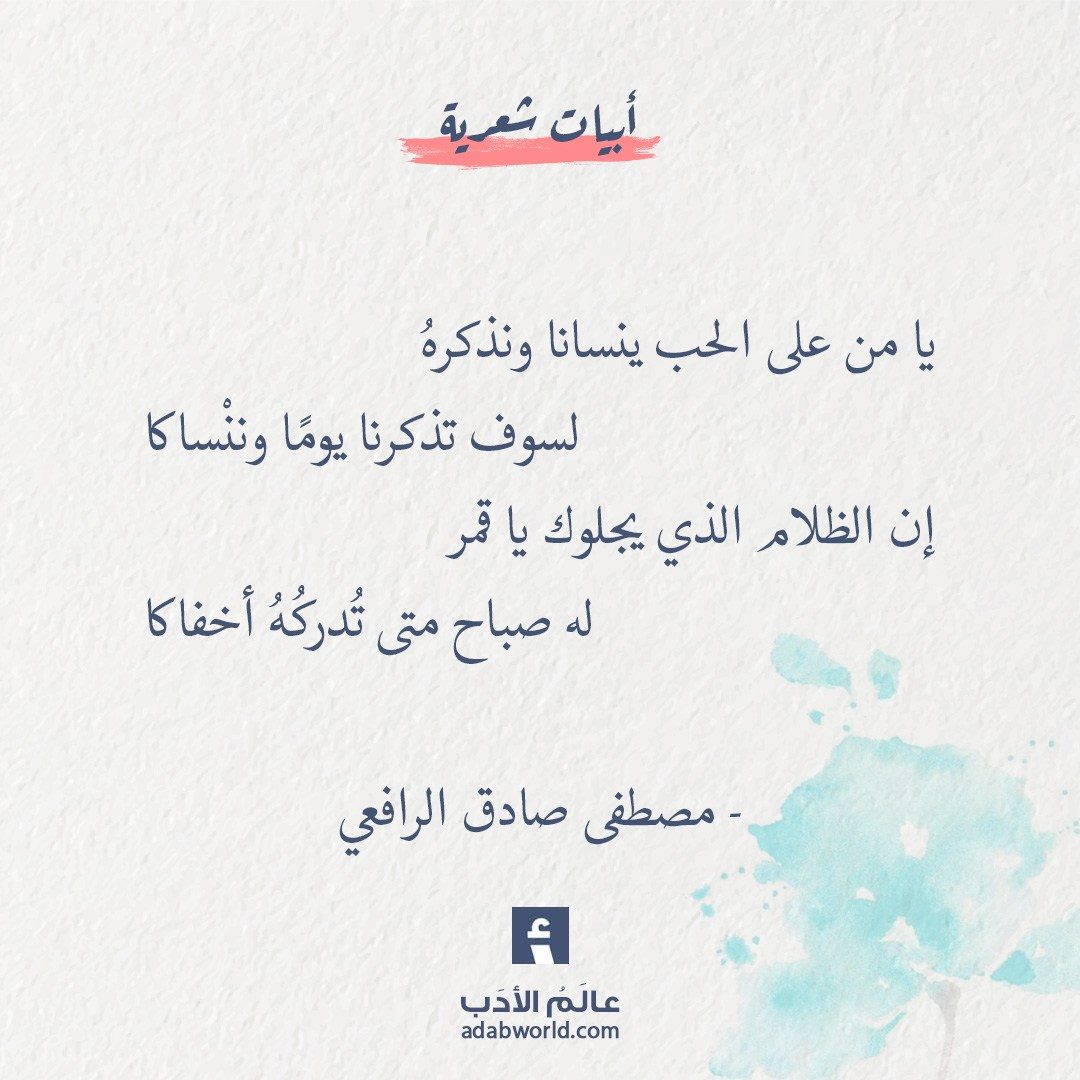 أبيات شعرية
يا من على الحب ينسانا ونذكرهُ
لسوف تذكرنا يومًا وننْساكا
إن الظلام الذي يجلوك يا قمر
له صباح متى تُدركُهُ أخفاكا
- مصطفى صادق الرافعي
أ
عالَمُ الأدَب
adabworld.com